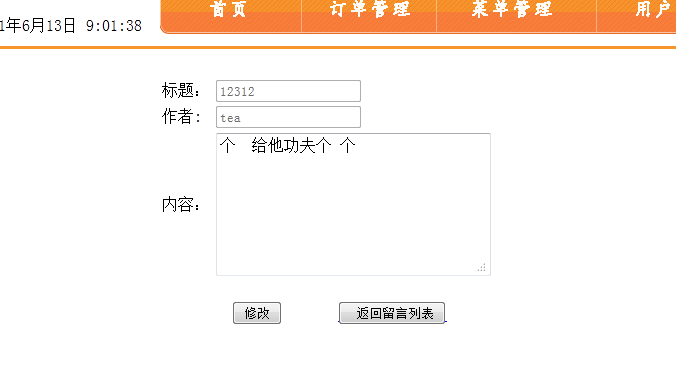 首页 订单管理 菜单管理 用户
1年6月13日 9:01:38
标题: 12312
作者: tea
个 给他功夫个 个
内容:
修改 返回留言列表